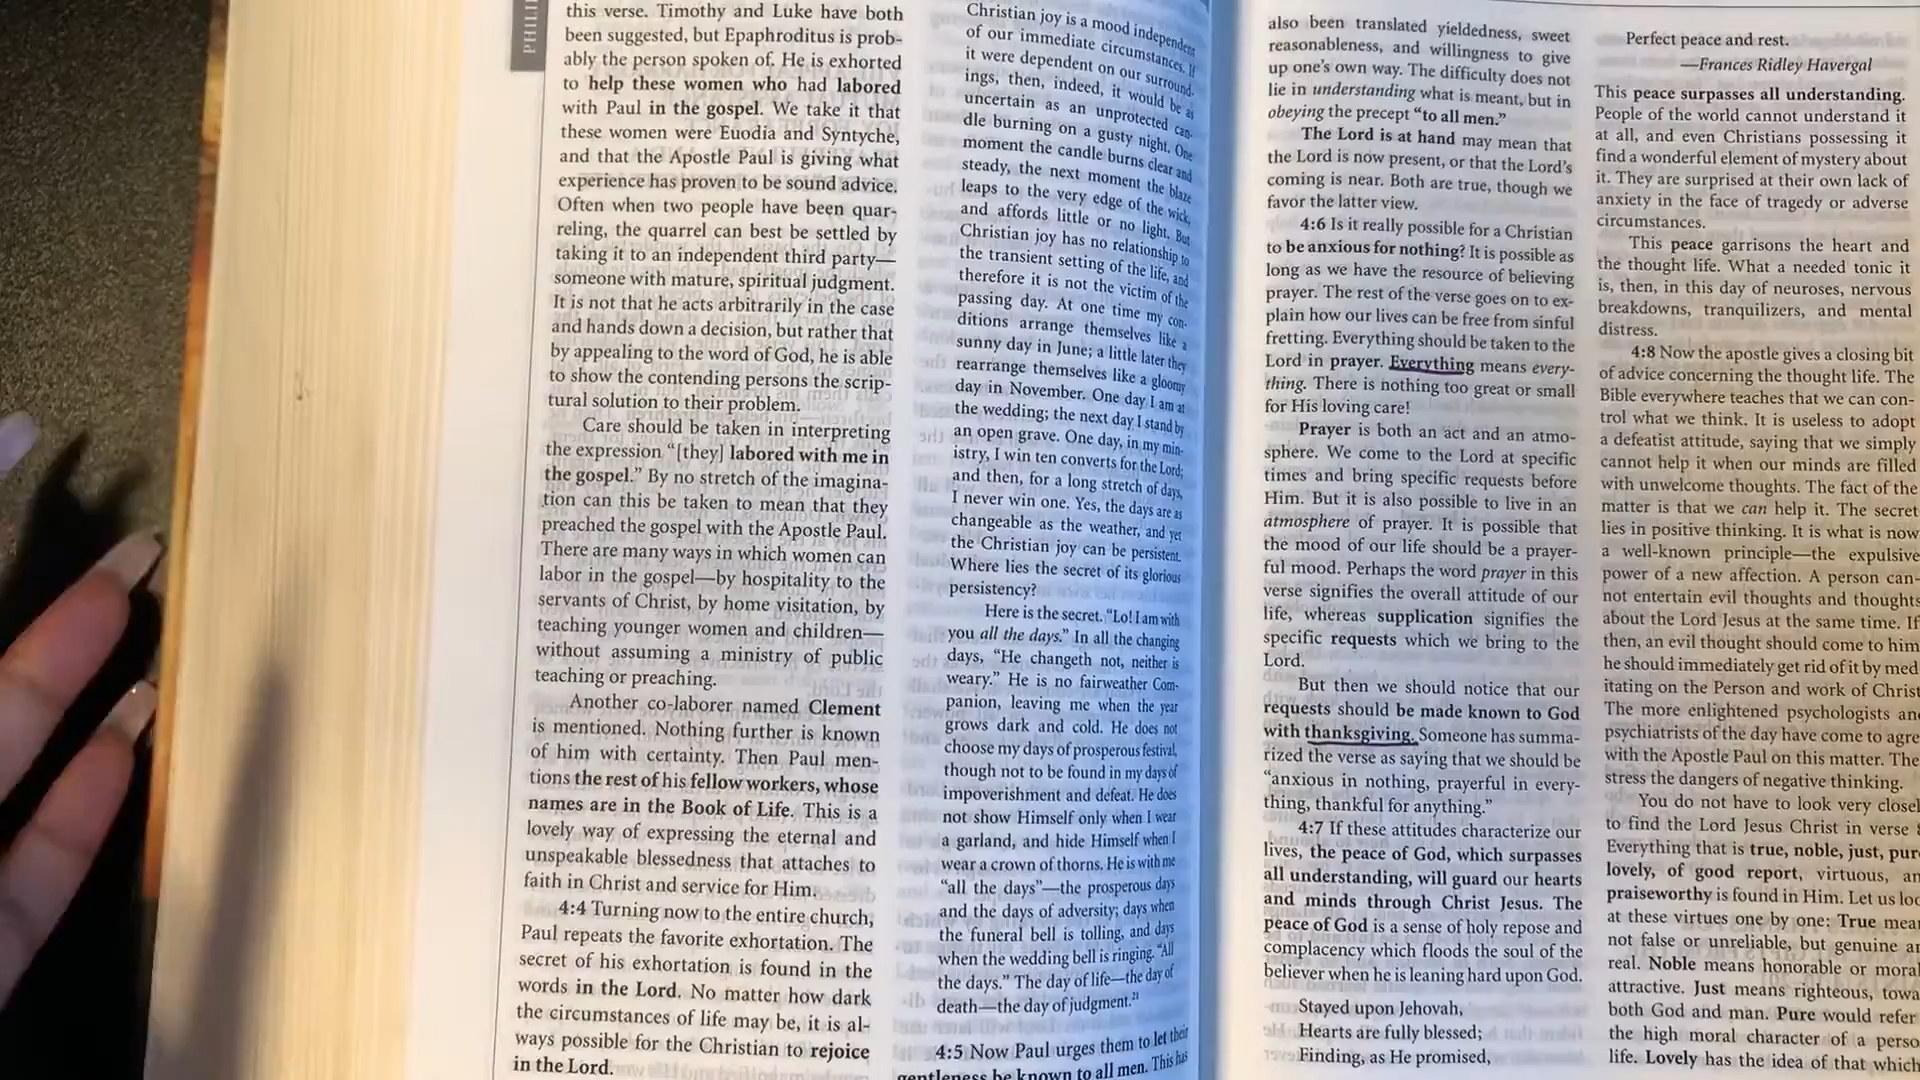 PHILI
this verse. Timothy and Luke have both
been suggested, but Epaphroditus is prob-
ably the person spoken of. He is exhorted
to help these women who had labored
with Paul in the gospel. We take it that
these women were Euodia and Syntyche,
and that the Apostle Paul is giving what
experience has proven to be sound advice.
Often when two people have been quar-
reling, the quarrel can best be settled by
taking it to an independent third party—
someone with mature, spiritual judgment.
It is not that he acts arbitrarily in the case
and hands down a decision, but rather that
by appealing to the word of God, he is able
to show the contending persons the scrip-
tural solution to their problem.
Care should be taken in interpreting
the expression “[they] labored with me in
the gospel.” By no stretch of the imagina-
tion can this be taken to mean that they
preached the gospel with the Apostle Paul.
There are many ways in which women can
labor in the gospel—by hospitality to the
servants of Christ, by home visitation, by
teaching younger women and children—
without assuming a ministry of public
teaching or preaching.
Another co-laborer named Clement
is mentioned. Nothing further is known
of him with certainty. Then Paul men-
tions the rest of his fellow workers, whose
names are in the Book of Life. This is a
lovely way of expressing the eternal and
unspeakable blessedness that attaches to
faith in Christ and service for Him.
4:4 Turning now to the entire church,
Paul repeats the favorite exhortation. The
secret of his exhortation is found in the
words in the Lord. No matter how dark
the circumstances of life may be, it is al-
ways possible for the Christian to rejoice
in the Lord.
Christian joy is a mood independent
of our immediate circumstances. If
it were dependent on our surround-
ings, then, indeed, it would be as
uncertain as an unprotected can-
dle burning on a gusty night. One
moment the candle burns clear and
steady, the next moment the blaze
leaps to the very edge of the wick,
and affords little or no light. But
Christian joy has no relationship to
the transient setting of the life, and
therefore it is not the victim of the
passing day. At one time my con-
ditions arrange themselves like a
sunny day in June; a little later they
rearrange themselves like a gloomy
day in November. One day I am at
the wedding; the next day I stand by
an open grave. One day, in my min-
istry, I win ten converts for the Lord;
and then, for a long stretch of days,
I never win one. Yes, the days are as
changeable as the weather, and yet
the Christian joy can be persistent.
Where lies the secret of its glorious
persistency?
Here is the secret. “Lo! I am with
you all the days.” In all the changing
days, “He changeth not, neither is
weary.” He is no fairweather Com-
panion, leaving me when the year
grows dark and cold. He does not
choose my days of prosperous festival,
though not to be found in my days of
impoverishment and defeat. He does
not show Himself only when I wear
a garland, and hide Himself when I
wear a crown of thorns. He is with me
“all the days”—the prosperous days
and the days of adversity; days when
the funeral bell is tolling, and days
when the wedding bell is ringing. “All
the days.” The day of life—the day of
death—the day of judgment.21
4:5 Now Paul urges them to let their
gentleness be known to all men. This has
also been translated yieldedness, sweet
reasonableness, and willingness to give
up one’s own way. The difficulty does not
lie in understanding what is meant, but in
obeying the precept “to all men.”
The Lord is at hand may mean that
the Lord is now present, or that the Lord’s
coming is near. Both are true, though we
favor the latter view.
4:6 Is it really possible for a Christian
to be anxious for nothing? It is possible as
long as we have the resource of believing
prayer. The rest of the verse goes on to ex-
plain how our lives can be free from sinful
fretting. Everything should be taken to the
Lord in prayer. Everything means every-
thing. There is nothing too great or small
for His loving care!
Prayer is both an act and an atmo-
sphere. We come to the Lord at specific
times and bring specific requests before
Him. But it is also possible to live in an
atmosphere of prayer. It is possible that
the mood of our life should be a prayer-
ful mood. Perhaps the word prayer in this
verse signifies the overall attitude of our
life, whereas supplication signifies the
specific requests which we bring to the
Lord.
But then we should notice that our
requests should be made known to God
with thanksgiving. Someone has summa-
rized the verse as saying that we should be
“anxious in nothing, prayerful in every-
thing, thankful for anything.”
4:7 If these attitudes characterize our
lives, the peace of God, which surpasses
all understanding, will guard our hearts
and minds through Christ Jesus. The
peace of God is a sense of holy repose and
complacency which floods the soul of the
believer when he is leaning hard upon God.
Stayed upon Jehovah,
Hearts are fully blessed;
Finding, as He promised,
Perfect peace and rest.
—Frances Ridley Havergal
This peace surpasses all understanding.
People of the world cannot understand it
at all, and even Christians possessing it
find a wonderful element of mystery about
it. They are surprised at their own lack of
anxiety in the face of tragedy or adverse
circumstances.
This peace garrisons the heart and
the thought life. What a needed tonic it
is, then, in this day of neuroses, nervous
breakdowns, tranquilizers, and mental
distress.
4:8 Now the apostle gives a closing bit
of advice concerning the thought life. The
Bible everywhere teaches that we can con-
trol what we think. It is useless to adopt
a defeatist attitude, saying that we simply
cannot help it when our minds are filled
with unwelcome thoughts. The fact of the
matter is that we can help it. The secret
lies in positive thinking. It is what is now
a well-known principle—the expulsive
power of a new affection. A person can-
not entertain evil thoughts and thoughts
about the Lord Jesus at the same time. If
then, an evil thought should come to him
he should immediately get rid of it by med
itating on the Person and work of Christ
The more enlightened psychologists and
psychiatrists of the day have come to agre
with the Apostle Paul on this matter. The
stress the dangers of negative thinking.
You do not have to look very closel
to find the Lord Jesus Christ in verse 8
Everything that is true, noble, just, pure
lovely, of good report, virtuous, an
praiseworthy is found in Him. Let us loo
at these virtues one by one: True mean
not false or unreliable, but genuine an
real. Noble means honorable or moral
attractive. Just means righteous, towa
both God and man. Pure would refer
the high moral character of a perso
life. Lovely has the idea of that which